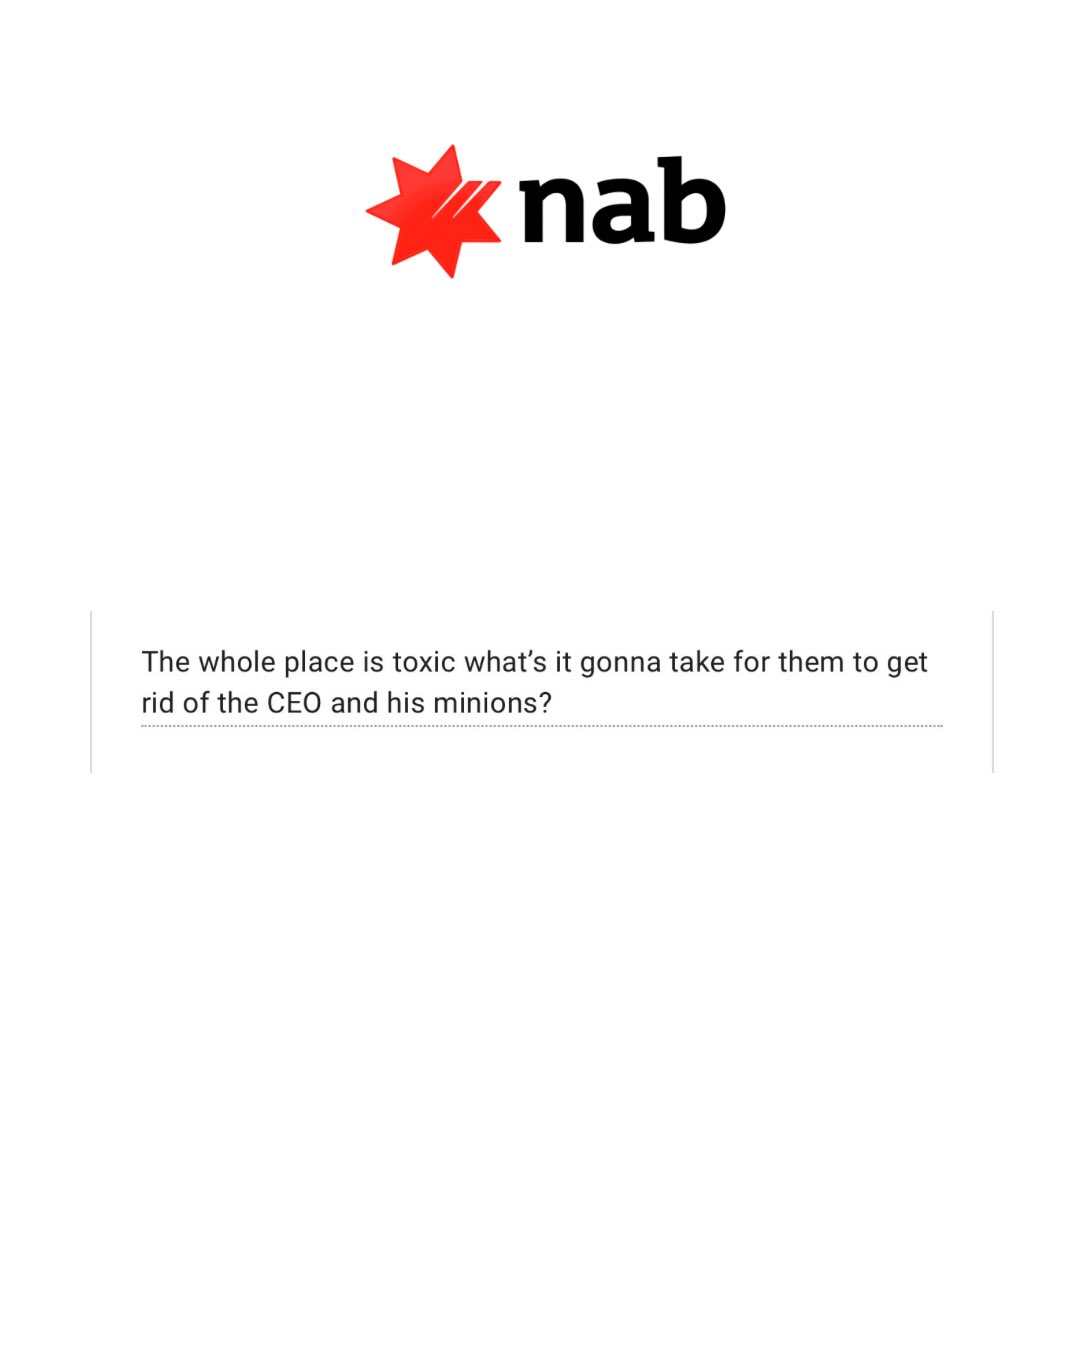 nab
The whole place is toxic what’s it gonna take for them to get
rid of the CEO and his minions?